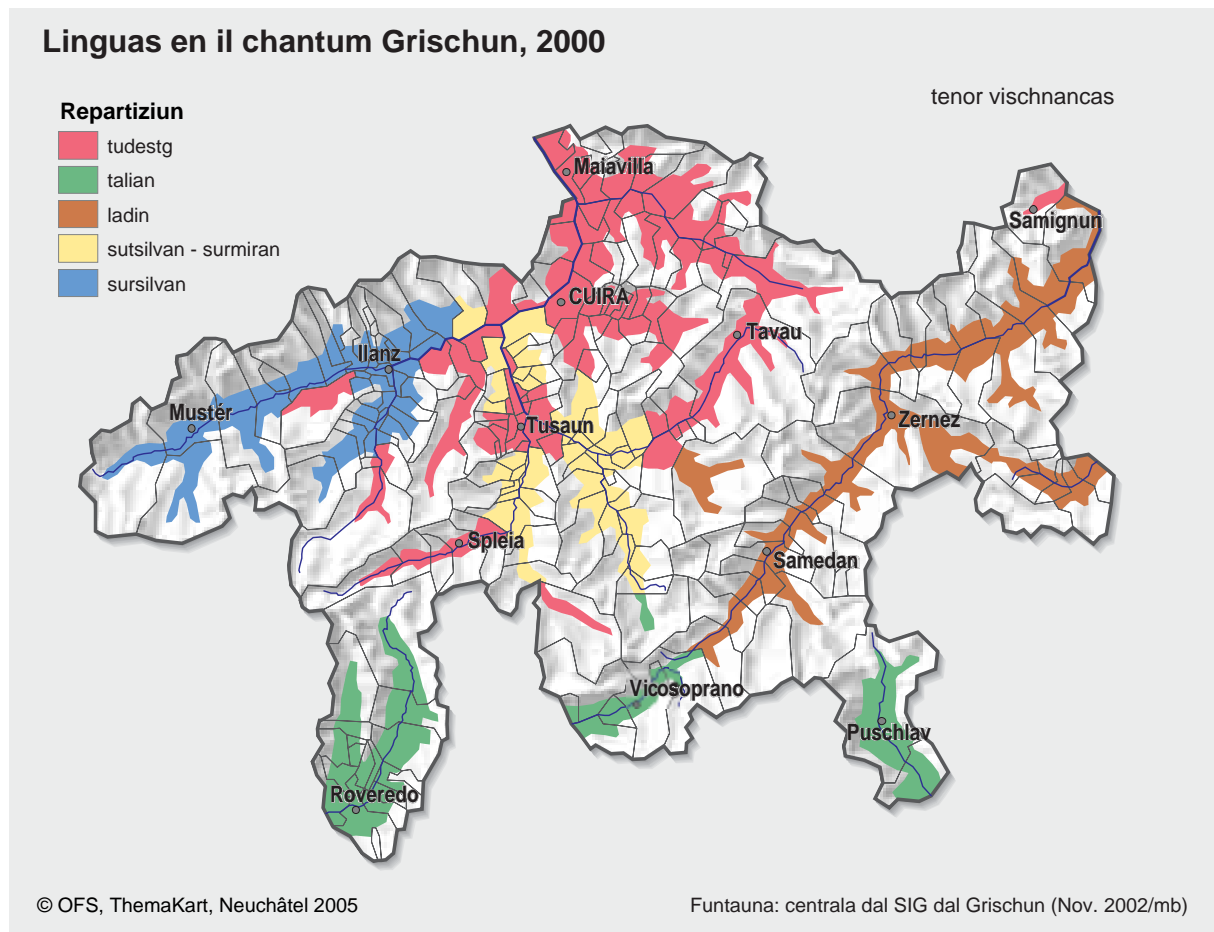 Linguas en il chantum Grischun, 2000
tenor vischnancas
Repartiziun
tudestg
talian
ladin
sutsilvan - surmiran
sursilvan
Maiavilla
Samignun
CUIRA
Tavau
Ilanz
Mustér
Tusaun
Zernez
Spleia
Samedan
Vicosoprano
Puschlav
Roveredo
© OFS, ThemaKart, Neuchâtel 2005
Funtauna: centrala dal SIG dal Grischun (Nov. 2002/mb)